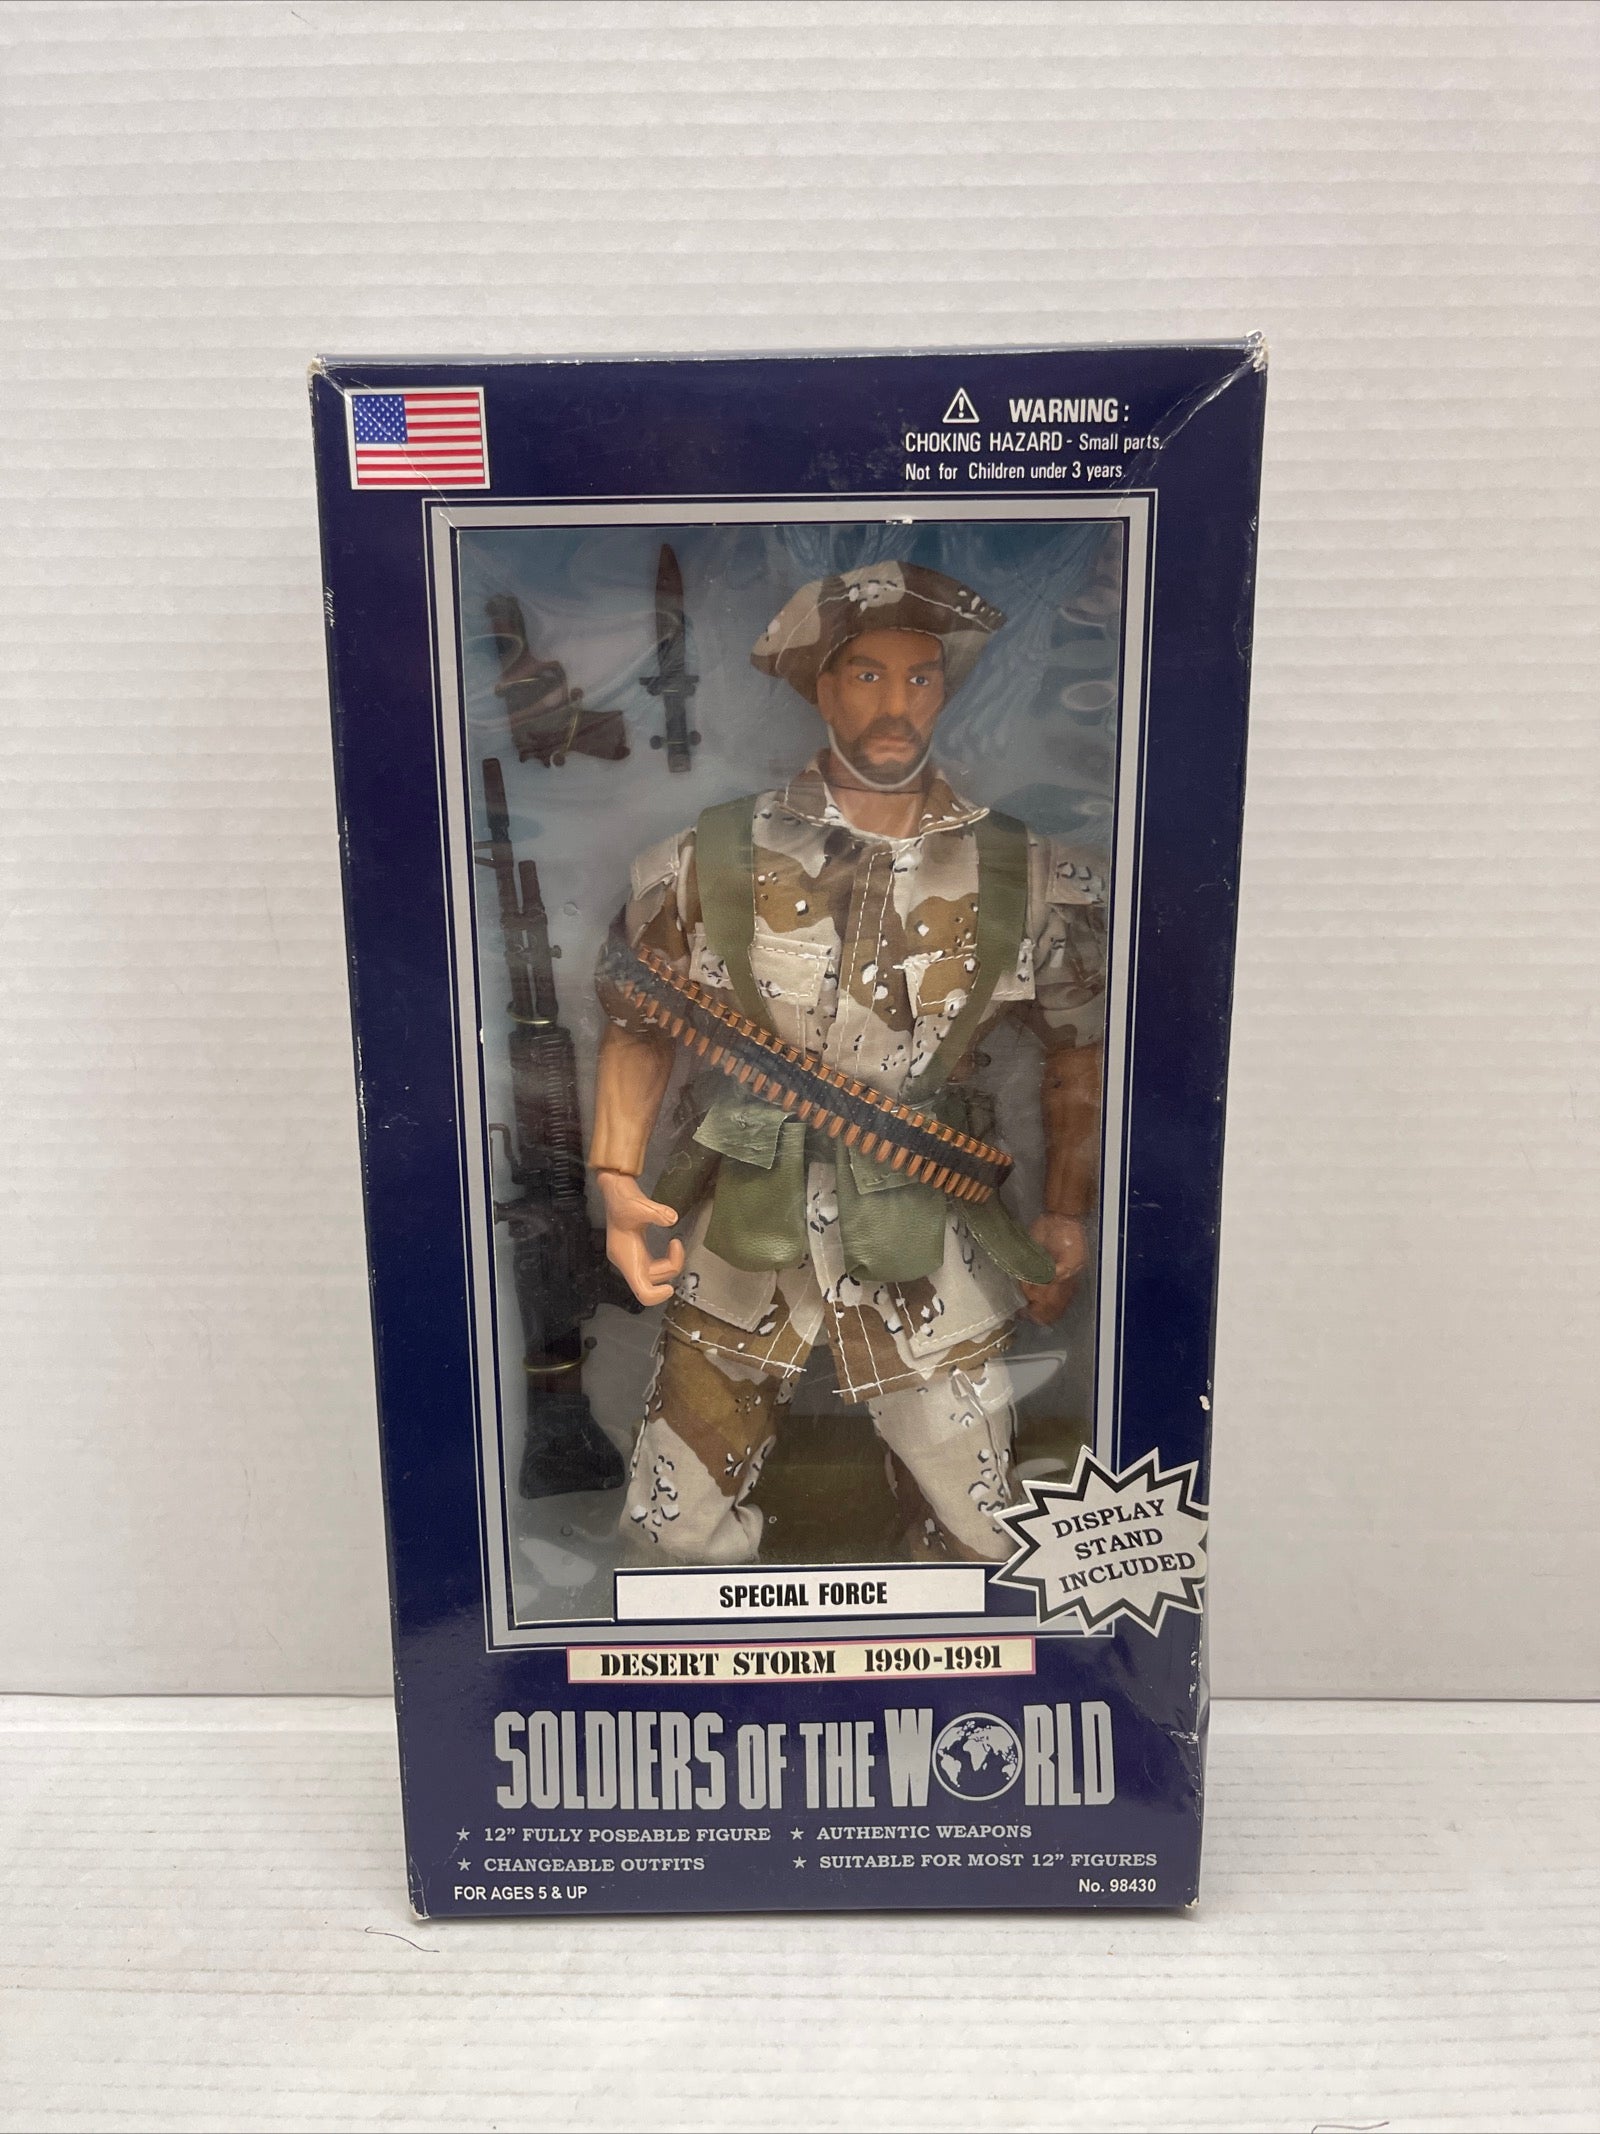 WARNING:
CHOKING HAZARD - Small parts.
Not for Children under 3 years.
DISPLAY
STAND
INCLUDED
SPECIAL FORCE
DESERT STORM 1990-1991
SOLDIERS OF THE WORLD
★ 12" FULLY POSEABLE FIGURE ★ AUTHENTIC WEAPONS
★ CHANGEABLE OUTFITS ★ SUITABLE FOR MOST 12" FIGURES
FOR AGES 5 & UP No. 98430